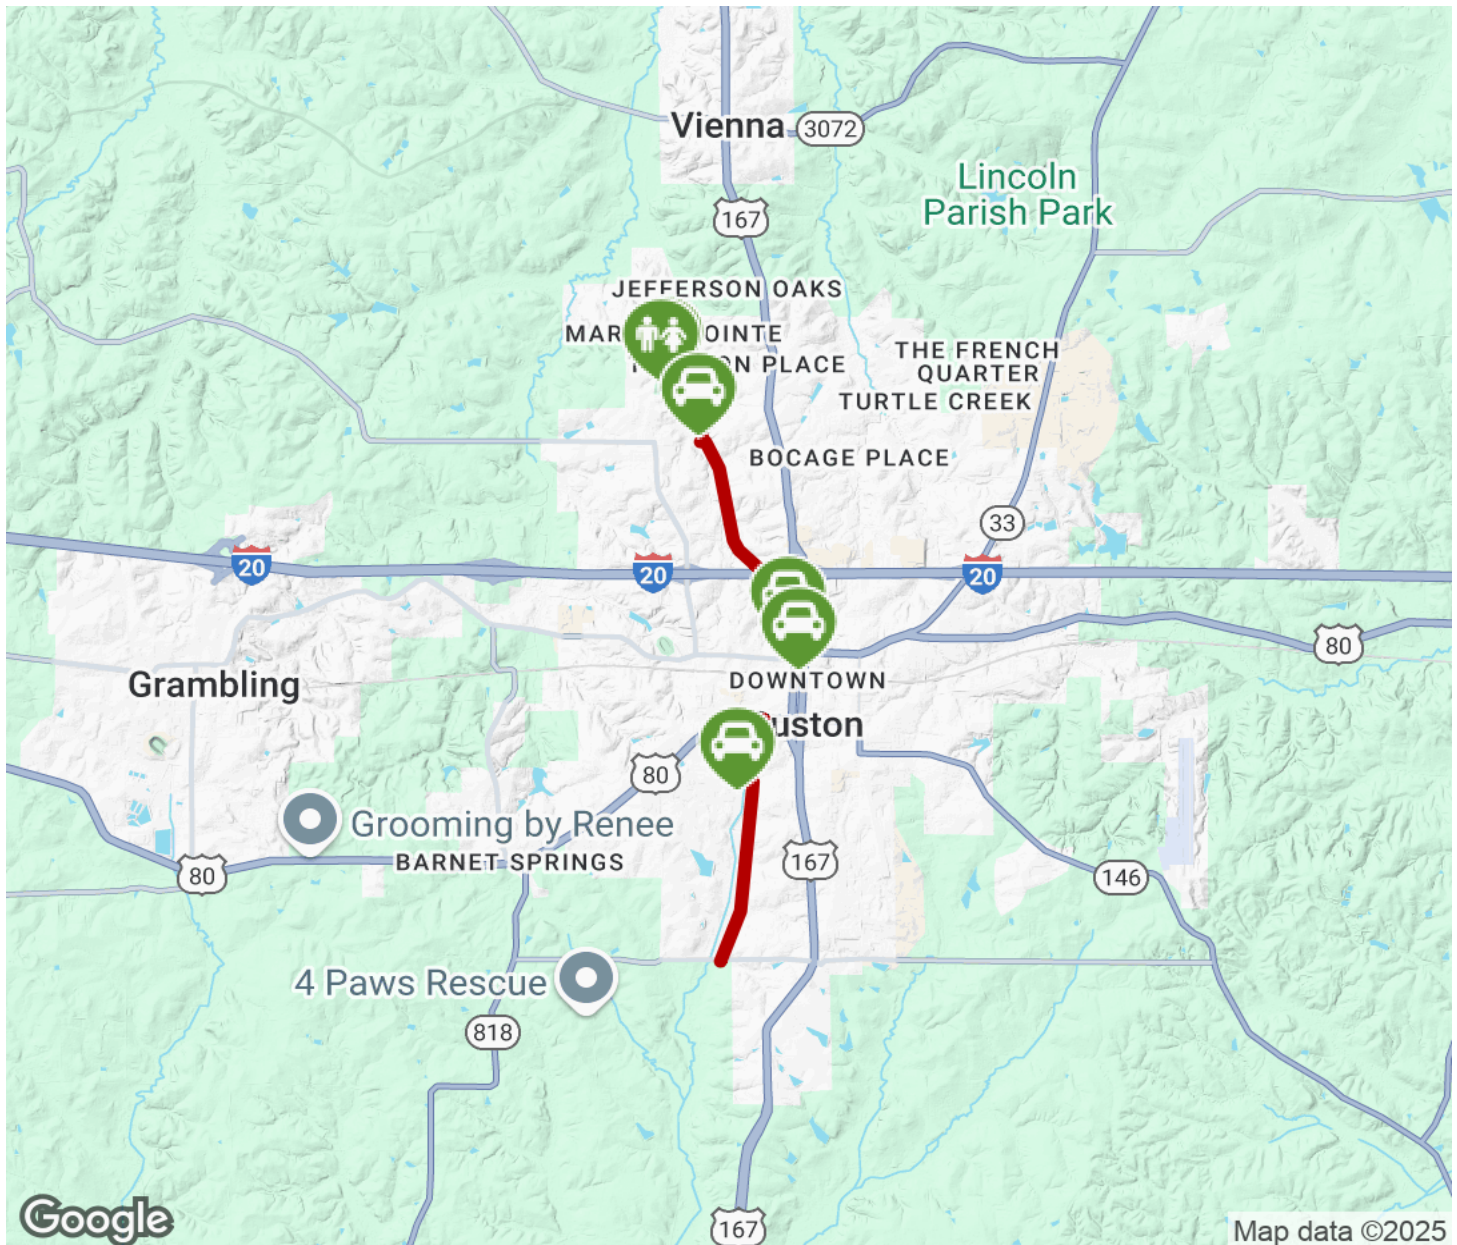 Vienna
3072
Lincoln
Parish Park
167
JEFFERSON OAKS
MAR OINTE
ON PLACE
THE FRENCH
QUARTER
TURTLE CREEK
BOCAGE PLACE
33
20
20
20
80
Grambling
DOWNTOWN
uston
80
Grooming by Renee
BARNET SPRINGS
167
80
146
4 Paws Rescue
818
Google
167
Map data ©2025